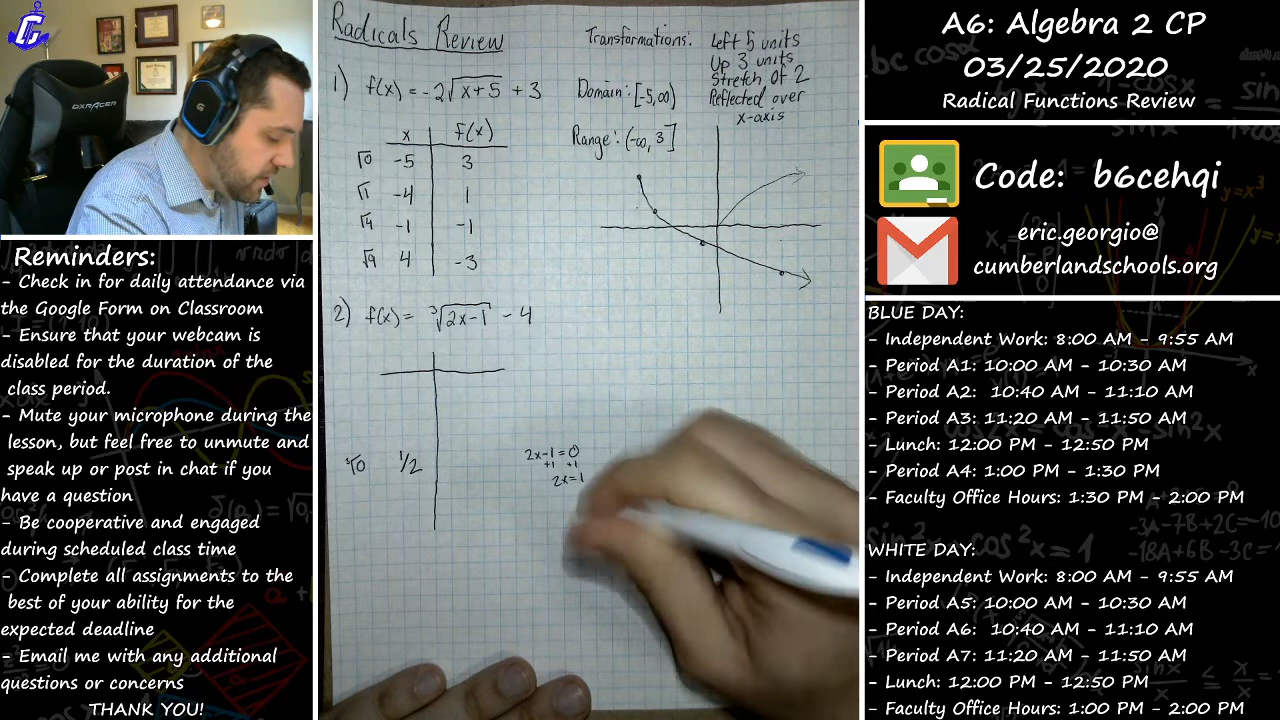 C
DXRACER
G
Reminders:
- Check in for daily attendance via
the Google Form on Classroom
- Ensure that your webcam is
disabled for the duration of the
class period.
- Mute your microphone during the
lesson, but feel free to unmute and
speak up or post in chat if you
have a question
- Be cooperative and engaged
during scheduled class time
- Complete all assignments to the
best of your ability for the
expected deadline
- Email me with any additional
questions or concerns
THANK YOU!
Radicals Review
1) f(x) = -2√x+5 + 3
x f(x)
√0 -5 3
√1 -4 1
√4 -1 -1
√9 4 -3
Domain: [-5,∞)
Range: (-∞, 3]
Transformations:
Left 5 units
Up 3 units
Stretch of 2
Reflected over
x-axis
2) f(x) = ³√2x-1 - 4
∛0 1/2
2x-1=0
+1 +1
2x=1
A6: Algebra 2 CP
03/25/2020
Radical Functions Review
Code: b6cehqi
eric.georgio@
cumberlandschools.org
BLUE DAY:
- Independent Work: 8:00 AM - 9:55 AM
- Period A1: 10:00 AM - 10:30 AM
- Period A2: 10:40 AM - 11:10 AM
- Period A3: 11:20 AM - 11:50 AM
- Lunch: 12:00 PM - 12:50 PM
- Period A4: 1:00 PM - 1:30 PM
- Faculty Office Hours: 1:30 PM - 2:00 PM
WHITE DAY:
- Independent Work: 8:00 AM - 9:55 AM
- Period A5: 10:00 AM - 10:30 AM
- Period A6: 10:40 AM - 11:10 AM
- Period A7: 11:20 AM - 11:50 AM
- Lunch: 12:00 PM - 12:50 PM
- Faculty Office Hours: 1:00 PM - 2:00 PM